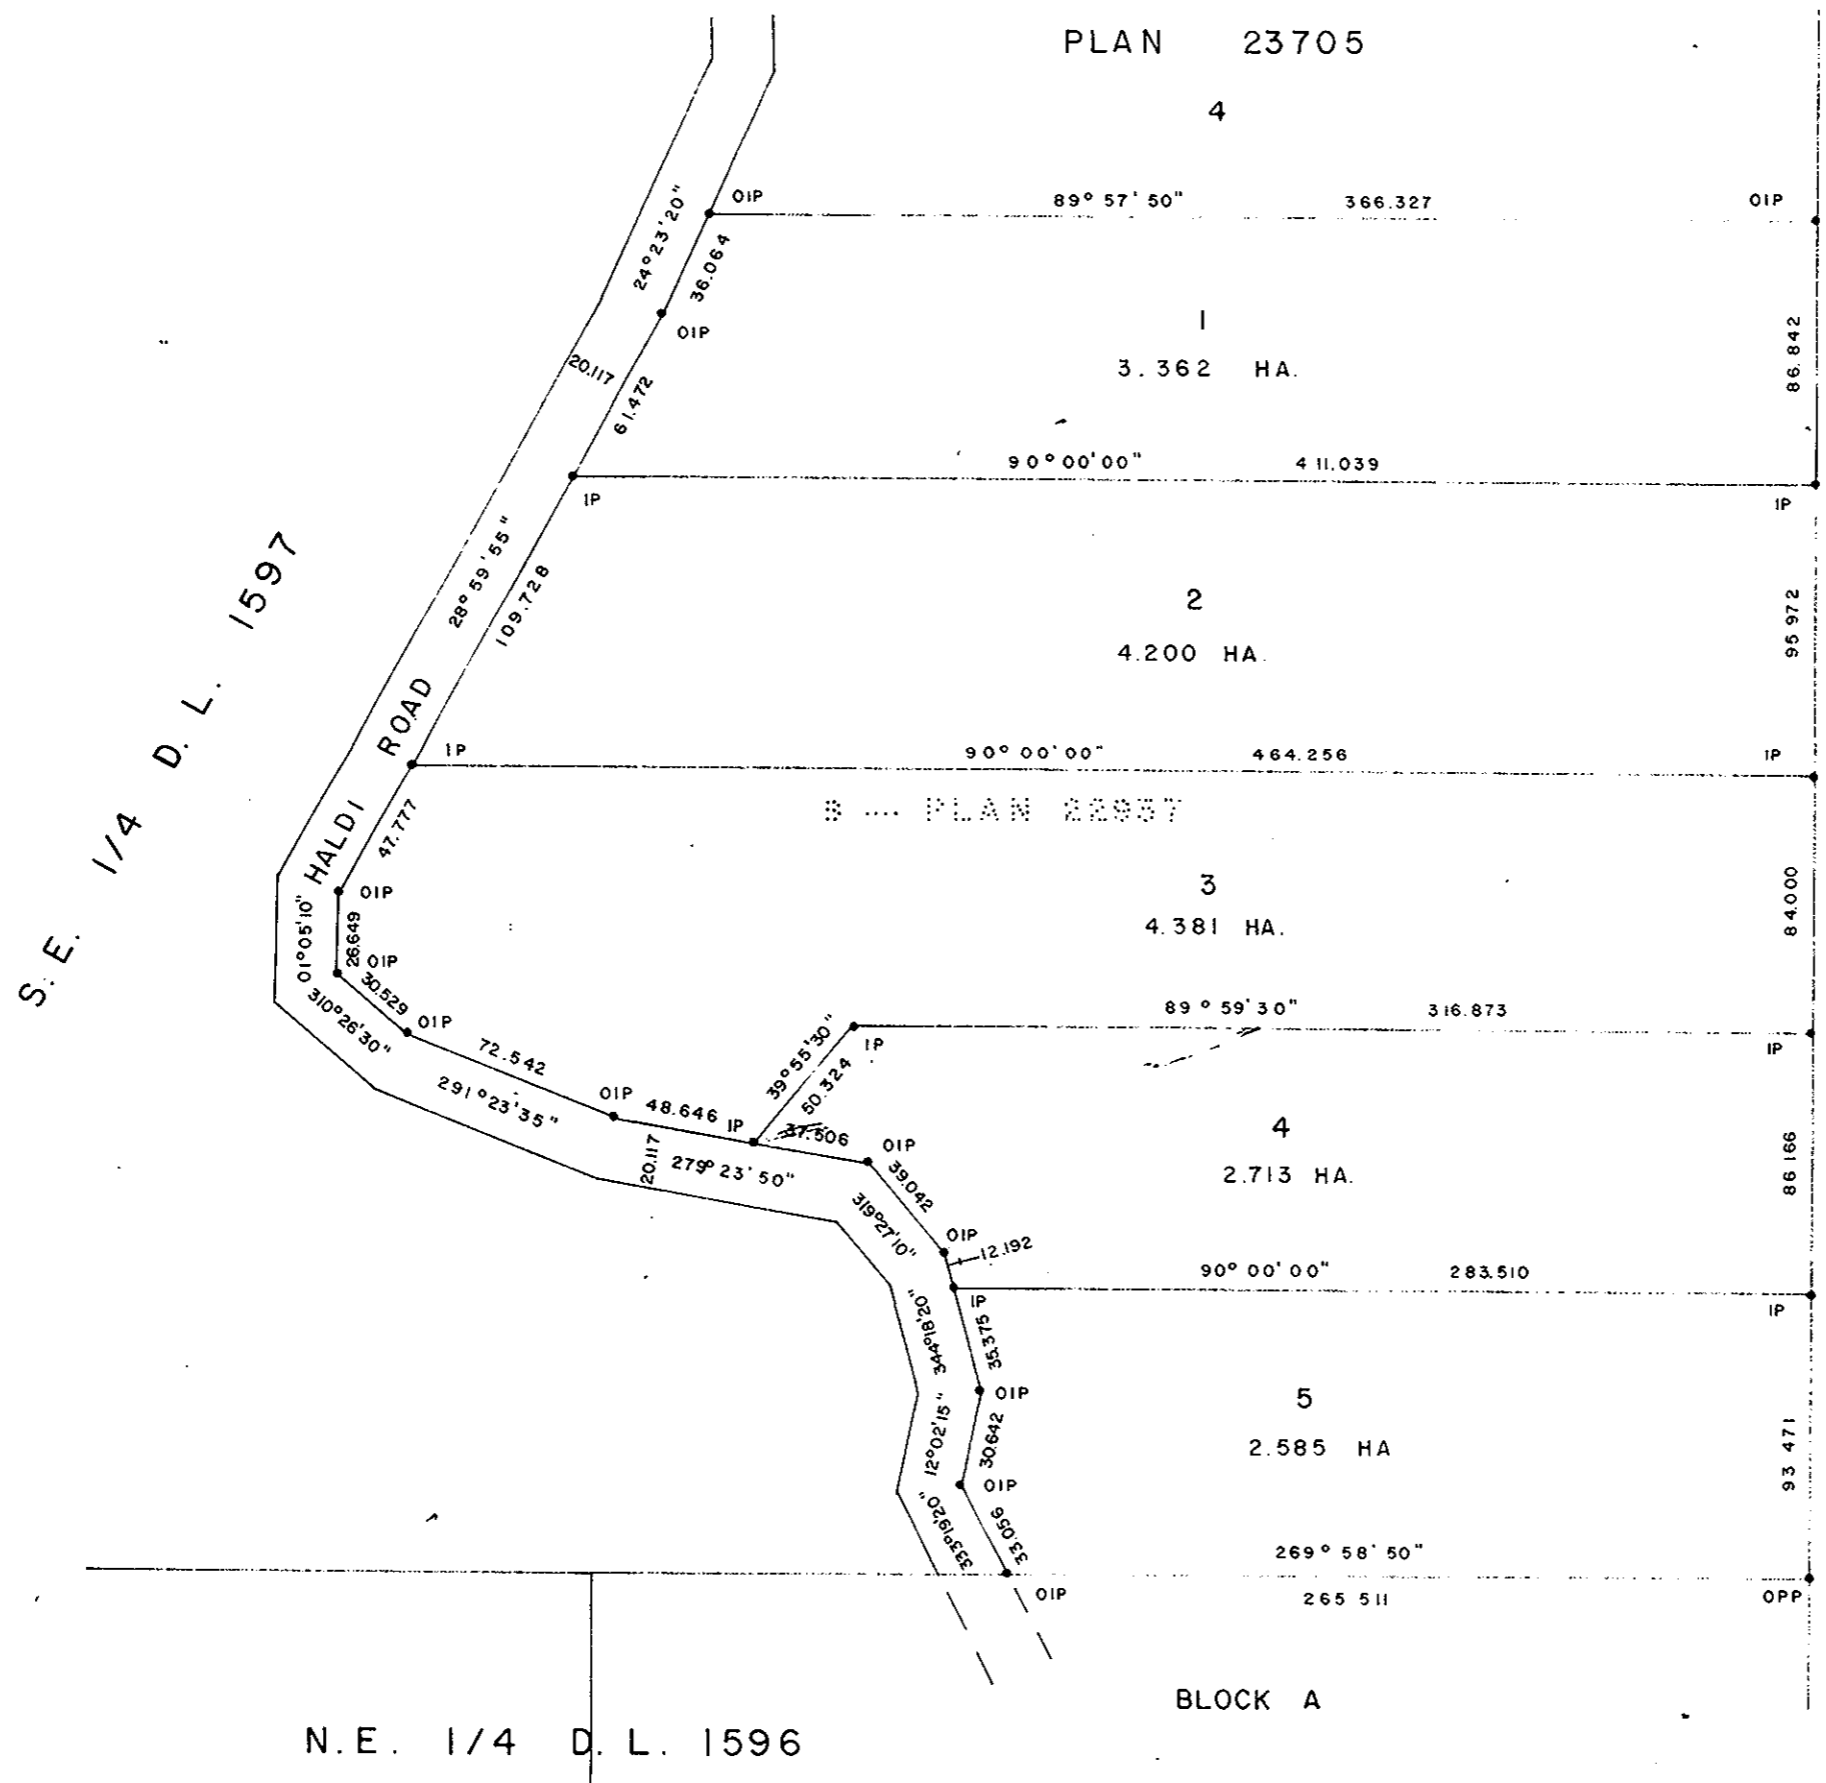 PLAN 23705
4
OIP
89° 57' 50" 366.327
OIP
24° 23' 20"
36.064
OIP
20.117
61.472
1
3.362 HA.
86.842
90° 00' 00" 411.039
IP
IP
28° 59' 55"
109.728
2
4.200 HA.
95 972
S. E. 1/4 D. L. 1597
HALDI ROAD
IP
90° 00' 00" 464.256
IP
B --- PLAN 22937
47.777
OIP
01° 05' 10"
26.649
OIP
3
4.381 HA.
84.000
30.529
310° 26' 30"
OIP
72.542
291° 23' 35"
89° 59' 30" 316.873
IP
IP
39° 55' 30"
50.324
OIP
48.646
IP
37.506
OIP
20.117
279° 23' 50"
39.042
319° 27' 10"
4
2.713 HA.
86 166
OIP
12.192
90° 00' 00" 283.510
IP
IP
344° 18' 20"
35.375
OIP
12° 02' 15"
30.642
OIP
5
2.585 HA
93 471
333° 19' 20"
33.056
269° 58' 50"
OIP
265 511
OPP
BLOCK A
N. E. 1/4 D. L. 1596